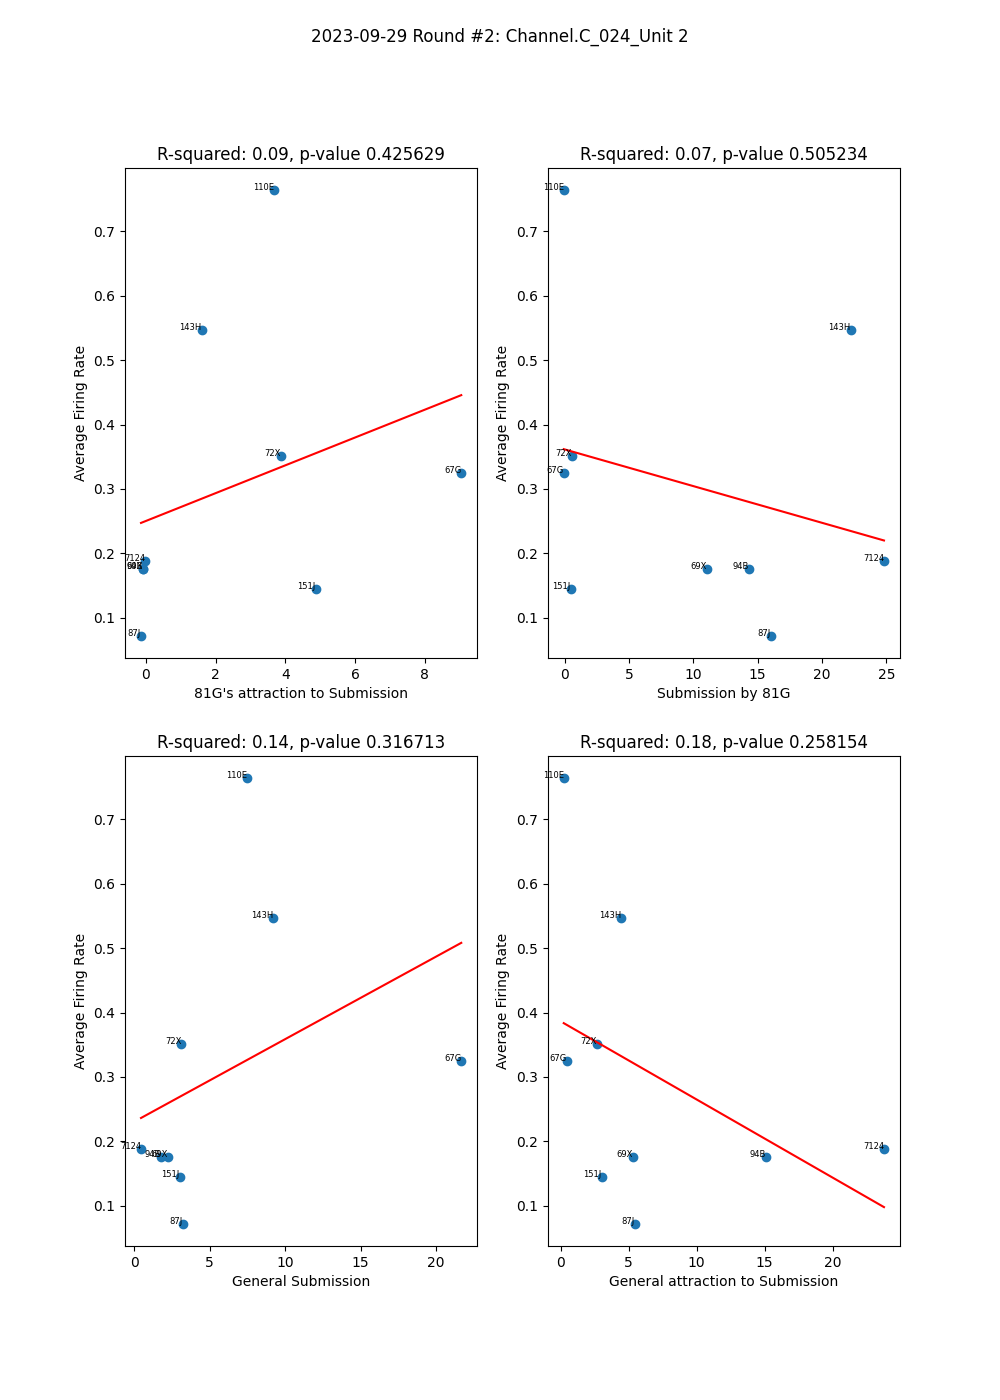 2023-09-29 Round #2: Channel.C_024_Unit 2
R-squared: 0.09, p-value 0.425629
110E
143H
72X
67G
7124
151J
87J
0.7
0.6
0.5
0.4
0.3
0.2
0.1
0
2
4
6
8
Average Firing Rate
81G's attraction to Submission
R-squared: 0.07, p-value 0.505234
110E
143H
72X
67G
7124
69X
94B
151J
87J
0.7
0.6
0.5
0.4
0.3
0.2
0.1
0
5
10
15
20
25
Average Firing Rate
Submission by 81G
R-squared: 0.14, p-value 0.316713
110E
143H
72X
67G
7124
94B
69X
151J
87J
0.7
0.6
0.5
0.4
0.3
0.2
0.1
0
5
10
15
20
Average Firing Rate
General Submission
R-squared: 0.18, p-value 0.258154
110E
143H
72X
67G
7124
69X
94B
151J
87J
0.7
0.6
0.5
0.4
0.3
0.2
0.1
0
5
10
15
20
Average Firing Rate
General attraction to Submission